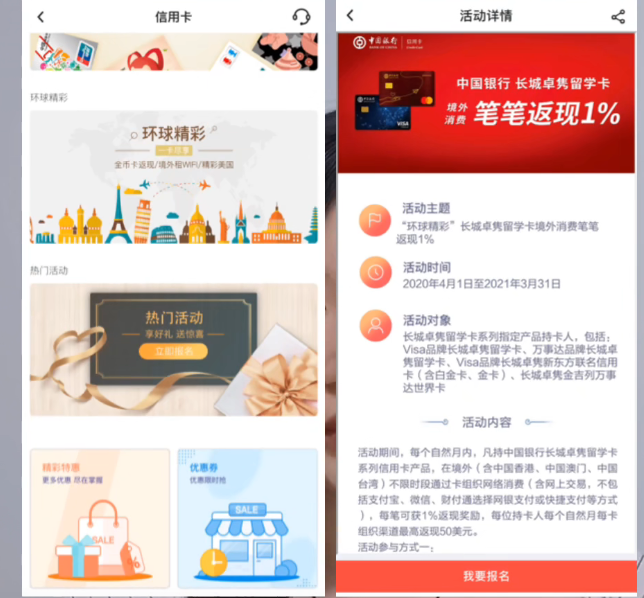 信用卡
环球精彩
环球精彩
一卡尽享
金币卡返现/境外租WIFI/精彩美国
热门活动
热门活动
享好礼 送惊喜
立即报名
精彩特惠
更多优惠 尽在掌握
SALE
优惠券
优惠限时抢
SALE
活动详情
中国银行 信用卡
BANK OF CHINA
中国银行 长城卓隽留学卡
境外
消费
笔笔返现1%
VISA
活动主题
“环球精彩”长城卓隽留学卡境外消费笔笔
返现1%
活动时间
2020年4月1日至2021年3月31日
活动对象
长城卓隽留学卡系列指定产品持卡人，包括：
Visa品牌长城卓隽留学卡、万事达品牌长城卓
隽留学卡、Visa品牌长城卓隽新东方联名信用
卡（含白金卡、金卡）、长城卓隽金吉列万事
达世界卡
活动内容
活动期间，每个自然月内，凡持中国银行长城卓隽留学卡
系列信用卡产品，在境外（含中国香港、中国澳门、中国
台湾）不限时段通过卡组织网络消费（含网上交易，不包
括支付宝、微信、财付通选择网银支付或快捷支付等方式
），每笔可获1%返现奖励，每位持卡人每个自然月每卡
组织渠道最高返现50美元。
活动参与方式一：
我要报名